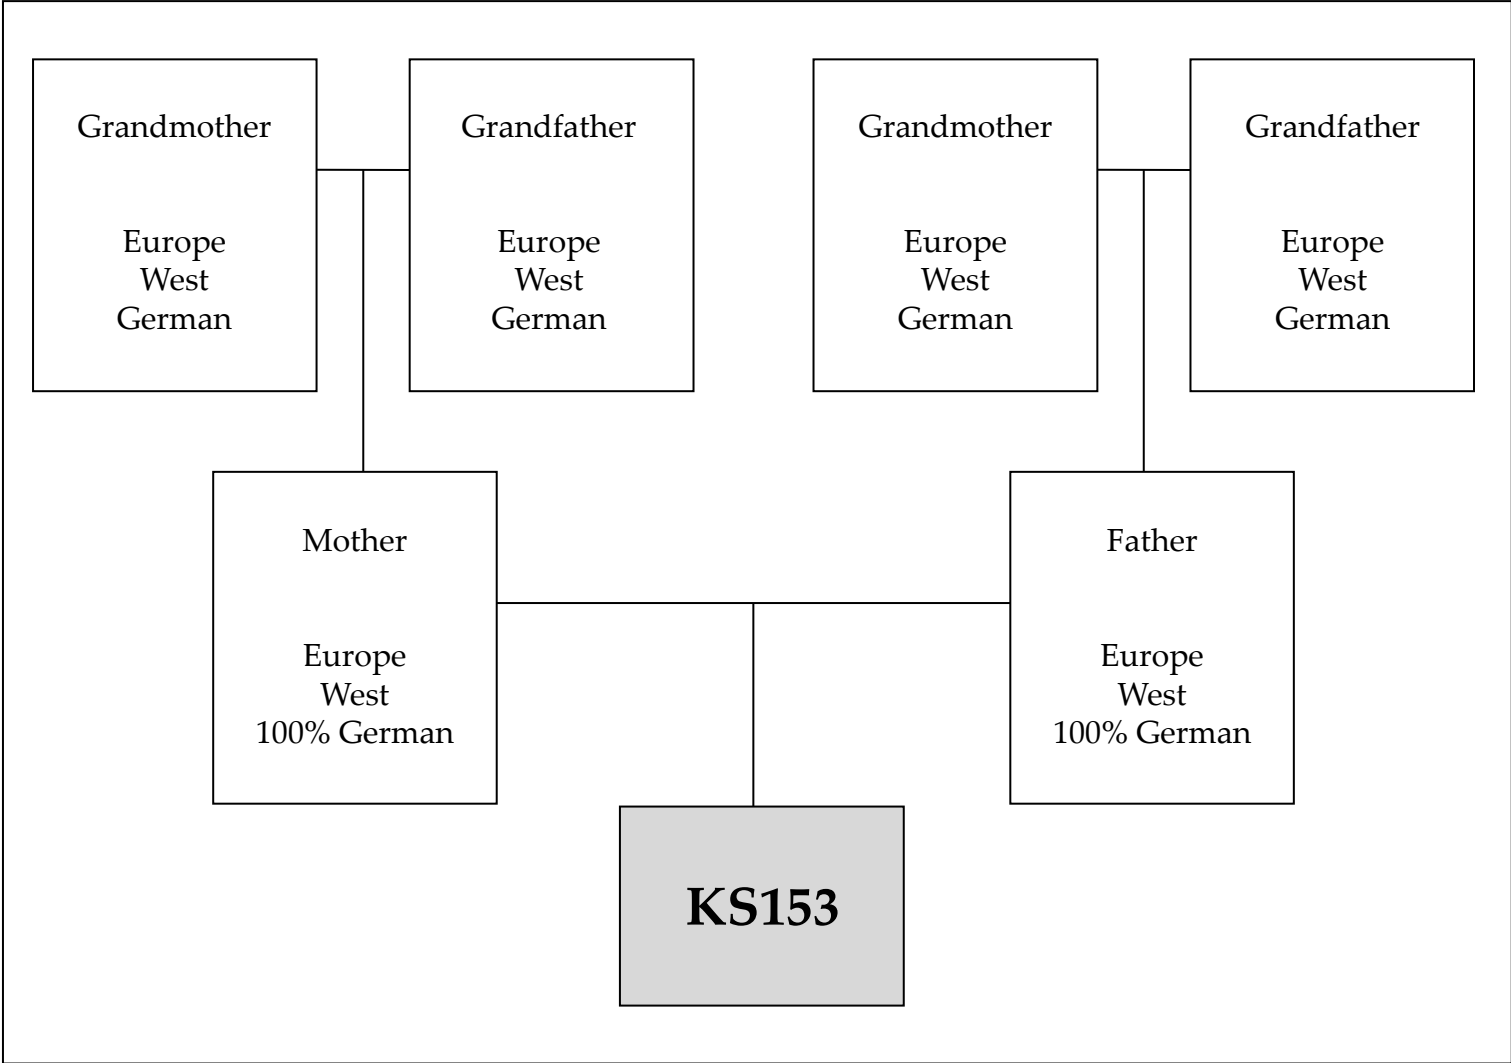 Grandmother
Europe
West
German
Grandfather
Europe
West
German
Grandmother
Europe
West
German
Grandfather
Europe
West
German
Mother
Europe
West
100% German
Father
Europe
West
100% German
KS153